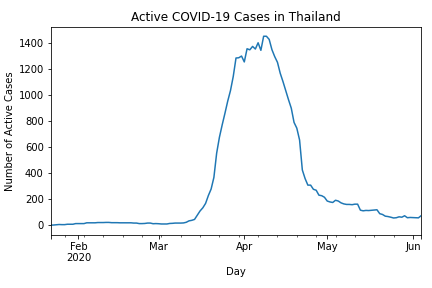 Active COVID-19 Cases in Thailand
Number of Active Cases
1400
1200
1000
800
600
400
200
0
Feb Mar Apr May Jun
2020
Day